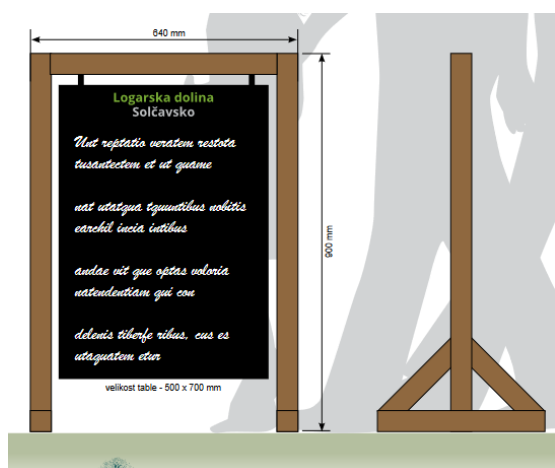 640 mm
Logarska dolina
Solčavsko
Unt reptatio veratem restota
tusantectem et ut quame
nat utatqua tquuntibus nobitis
earchil incia intibus
andae vit que optas voloria
natendentiam qui con
delenis tiberfe ribus, cus es
utaquatem etur
velikost table - 500 x 700 mm
900 mm